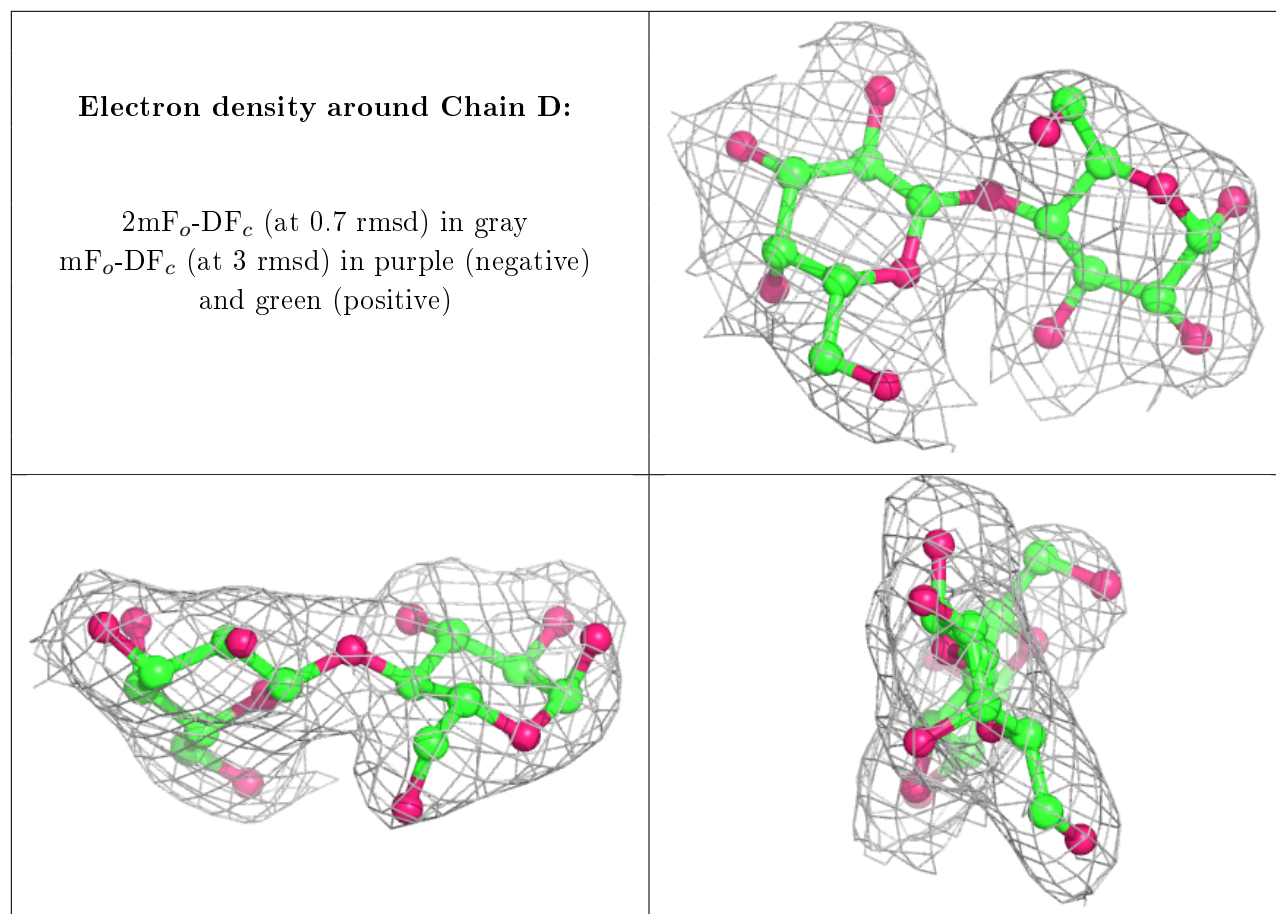 Electron density around Chain D:
2mFo-DFc (at 0.7 rmsd) in gray
mFo-DFc (at 3 rmsd) in purple (negative)
and green (positive)